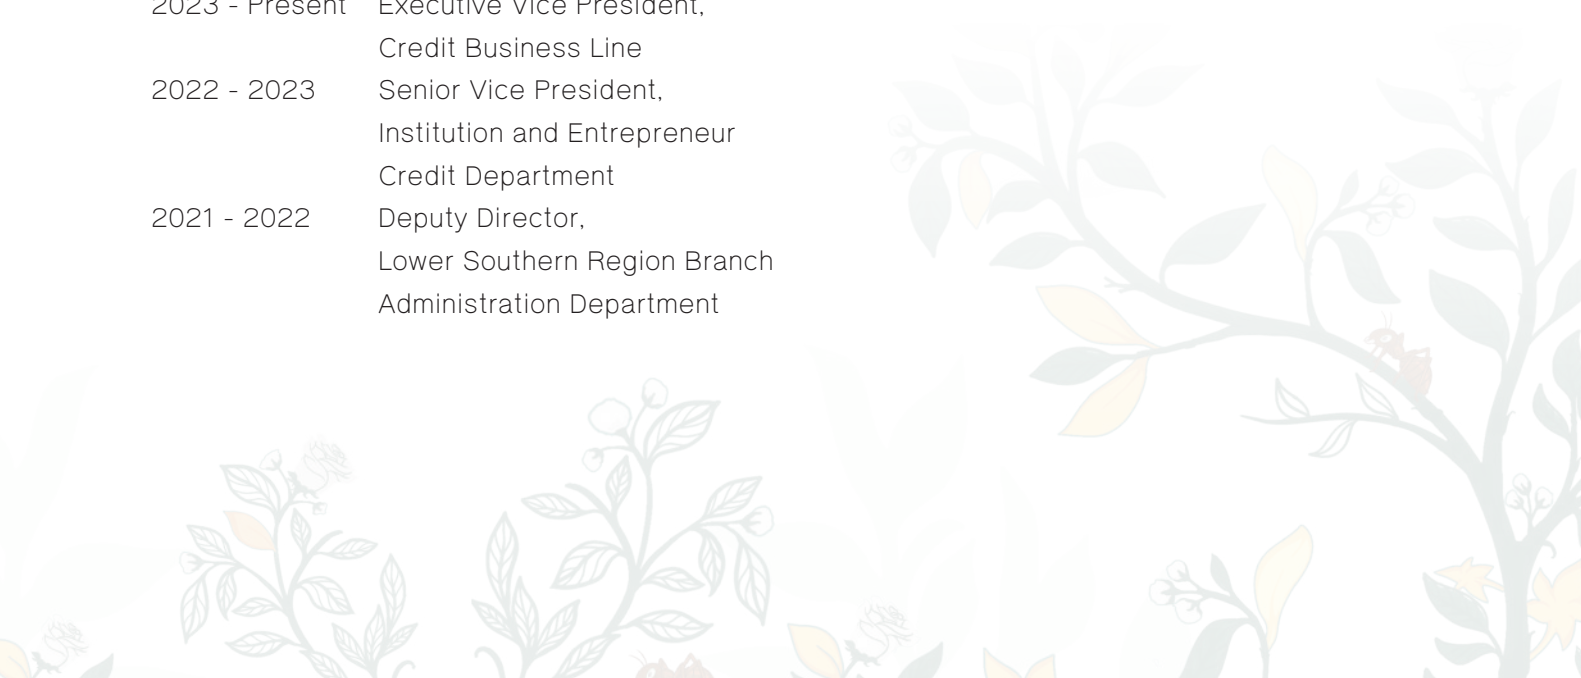 2023 - Present Executive Vice President,
Credit Business Line
2022 - 2023 Senior Vice President,
Institution and Entrepreneur
Credit Department
2021 - 2022 Deputy Director,
Lower Southern Region Branch
Administration Department